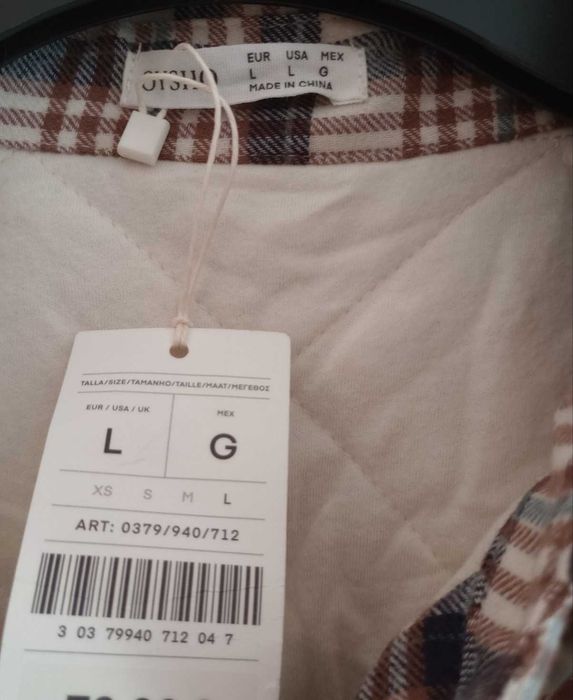 OYSHO
EUR USA MEX
L L G
MADE IN CHINA
TALLA/SIZE/TAMANHO/TAILLE/MAAT/ΜΕΓΕΘΟΣ
EUR / USA / UK MEX
L G
XS S M L
ART: 0379/940/712
3 03 79940 712 04 7